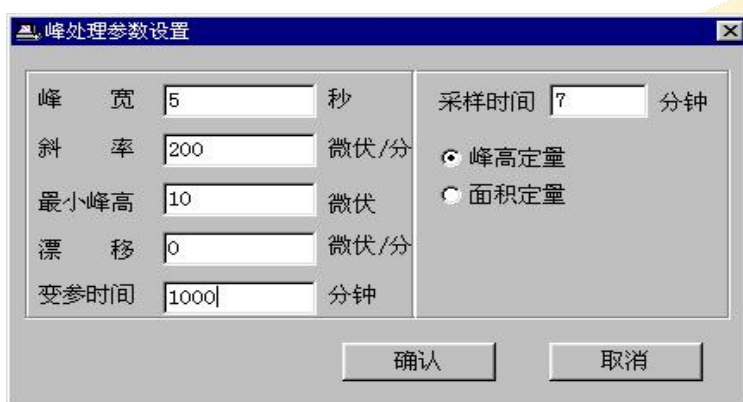 峰处理参数设置
峰 宽 5 秒
斜 率 200 微伏/分
最小峰高 10 微伏
漂 移 0 微伏/分
变参时间 1000 分钟
采样时间 7 分钟
峰高定量
面积定量
确认 取消